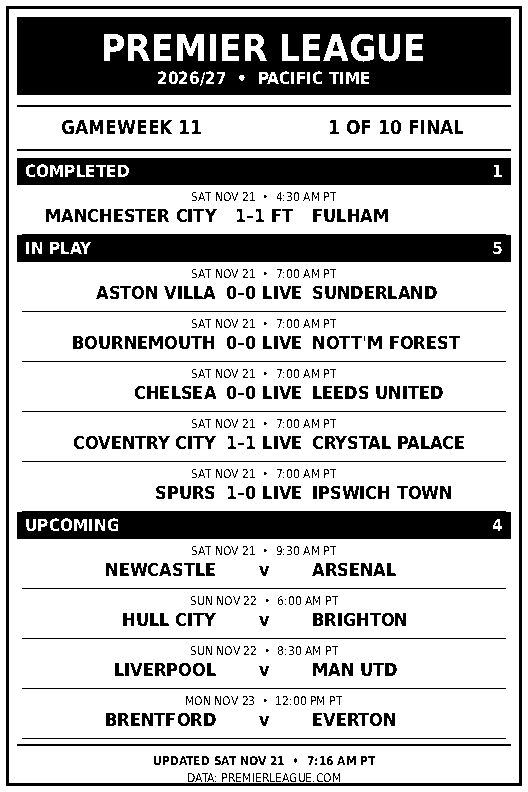 PREMIER LEAGUE
2026/27 • PACIFIC TIME
GAMEWEEK 11 1 OF 10 FINAL
COMPLETED 1
SAT NOV 21 • 4:30 AM PT
MANCHESTER CITY 1–1 FT FULHAM
IN PLAY 5
SAT NOV 21 • 7:00 AM PT
ASTON VILLA 0–0 LIVE SUNDERLAND
SAT NOV 21 • 7:00 AM PT
BOURNEMOUTH 0–0 LIVE NOTT'M FOREST
SAT NOV 21 • 7:00 AM PT
CHELSEA 0–0 LIVE LEEDS UNITED
SAT NOV 21 • 7:00 AM PT
COVENTRY CITY 1–1 LIVE CRYSTAL PALACE
SAT NOV 21 • 7:00 AM PT
SPURS 1–0 LIVE IPSWICH TOWN
UPCOMING 4
SAT NOV 21 • 9:30 AM PT
NEWCASTLE v ARSENAL
SUN NOV 22 • 6:00 AM PT
HULL CITY v BRIGHTON
SUN NOV 22 • 8:30 AM PT
LIVERPOOL v MAN UTD
MON NOV 23 • 12:00 PM PT
BRENTFORD v EVERTON
UPDATED SAT NOV 21 • 7:16 AM PT
DATA: PREMIERLEAGUE.COM